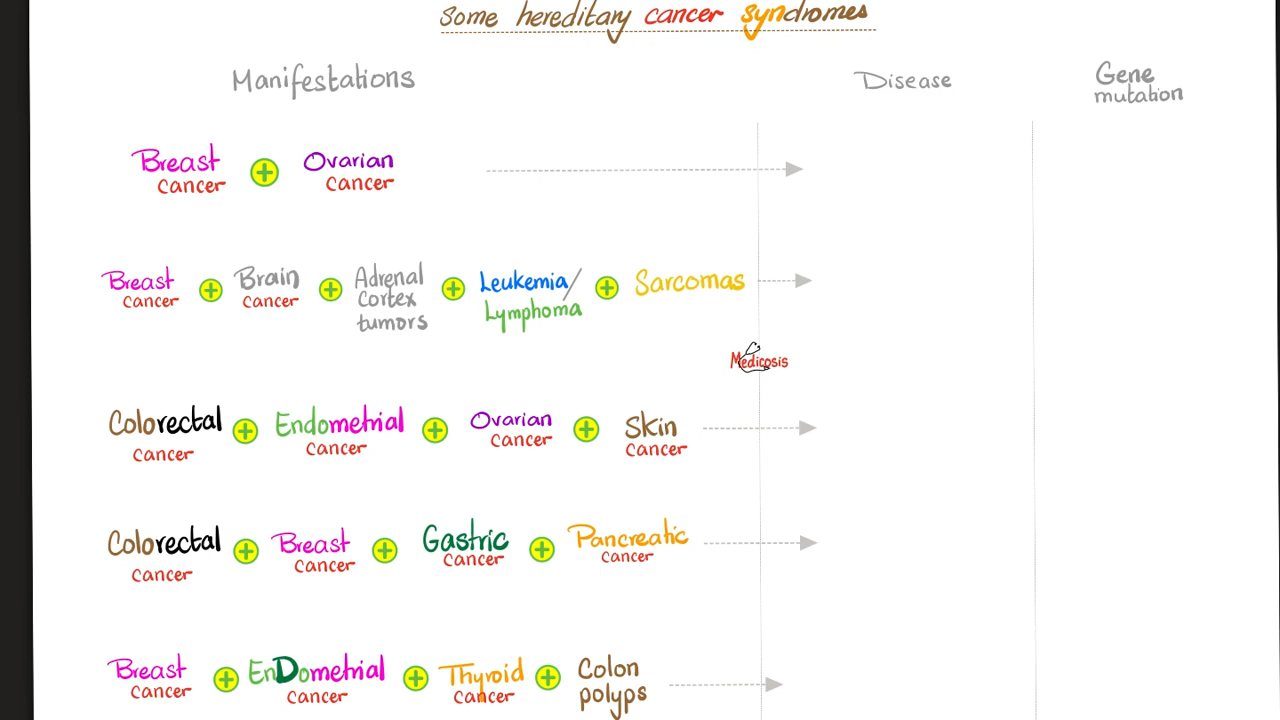 Some hereditary cancer syndromes
Manifestations Disease Gene mutation
Breast cancer + Ovarian cancer
Breast cancer + Brain cancer + Adrenal cortex tumors + Leukemia/ Lymphoma + Sarcomas
Medicosis
Colorectal cancer + Endometrial cancer + Ovarian cancer + Skin cancer
Colorectal cancer + Breast cancer + Gastric cancer + Pancreatic cancer
Breast cancer + EnDometrial cancer + Thyroid cancer + Colon polyps